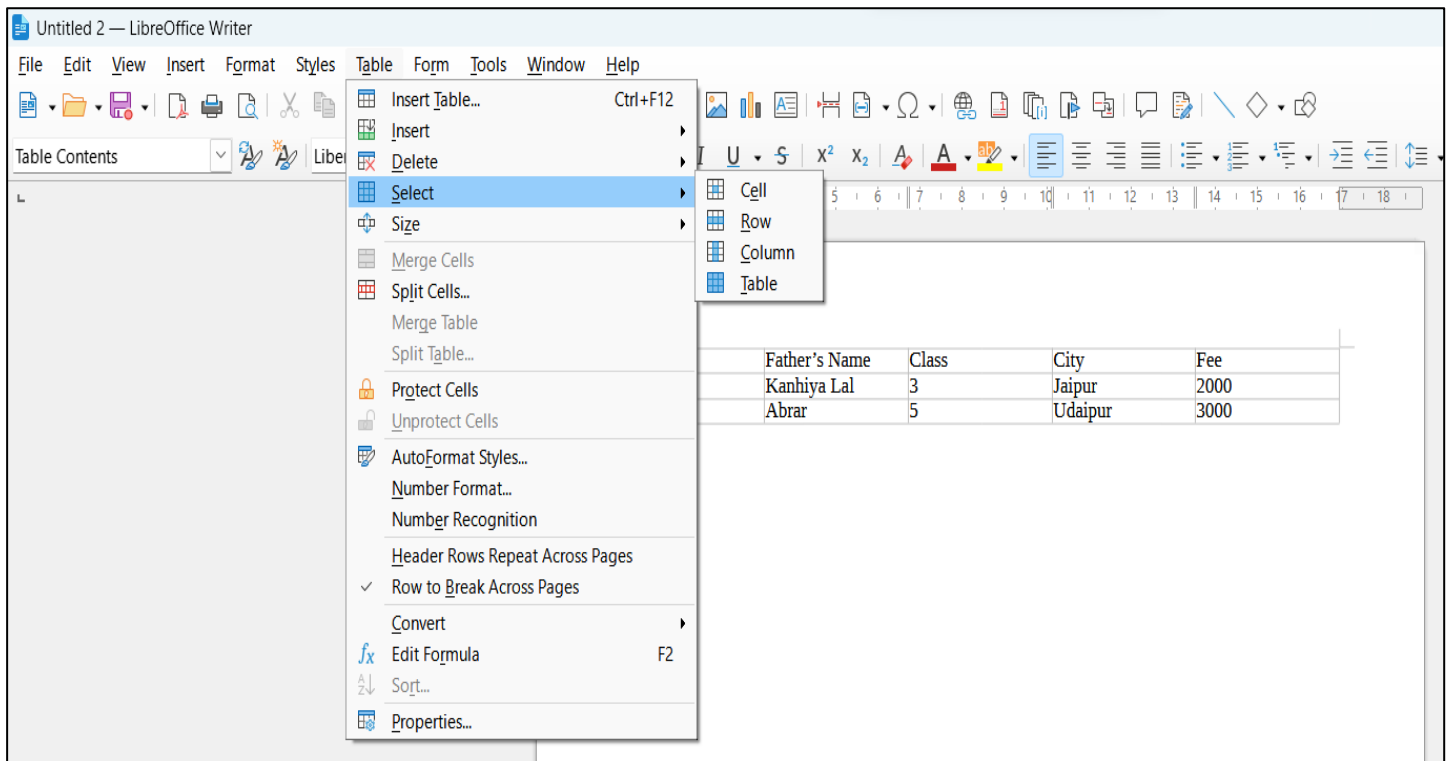 Untitled 2 — LibreOffice Writer
File Edit View Insert Format Styles Table Form Tools Window Help
Insert Table... Ctrl+F12
Insert
Table Contents
Liber
I U S X² X₂ A
Delete
Select
Cell
5 6 7 8 9 10 11 12 13 14 15 16 17 18
Row
Size
Column
Merge Cells
Table
Split Cells...
Merge Table
Split Table...
Father’s Name Class City Fee
Kanhiya Lal 3 Jaipur 2000
Abrar 5 Udaipur 3000
Protect Cells
Unprotect Cells
AutoFormat Styles...
Number Format...
Number Recognition
Header Rows Repeat Across Pages
Row to Break Across Pages
Convert
Edit Formula F2
Sort...
Properties...